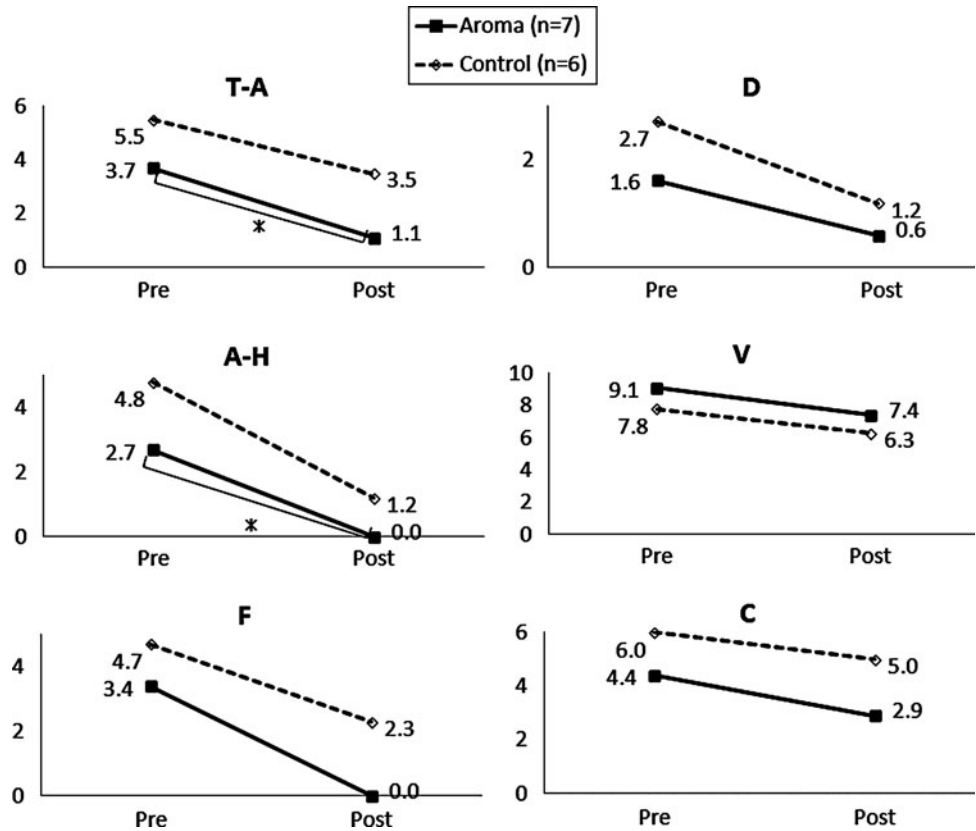 Aroma (n=7)
Control (n=6)
T-A
6
4
2
0
5.5
3.7
3.5
1.1
*
Pre
Post
D
2
0
2.7
1.6
1.2
0.6
Pre
Post
A-H
4
2
0
4.8
2.7
1.2
0.0
*
Pre
Post
V
10
8
6
4
2
0
9.1
7.8
7.4
6.3
Pre
Post
F
4
2
0
4.7
3.4
2.3
0.0
Pre
Post
C
6
4
2
0
6.0
4.4
5.0
2.9
Pre
Post